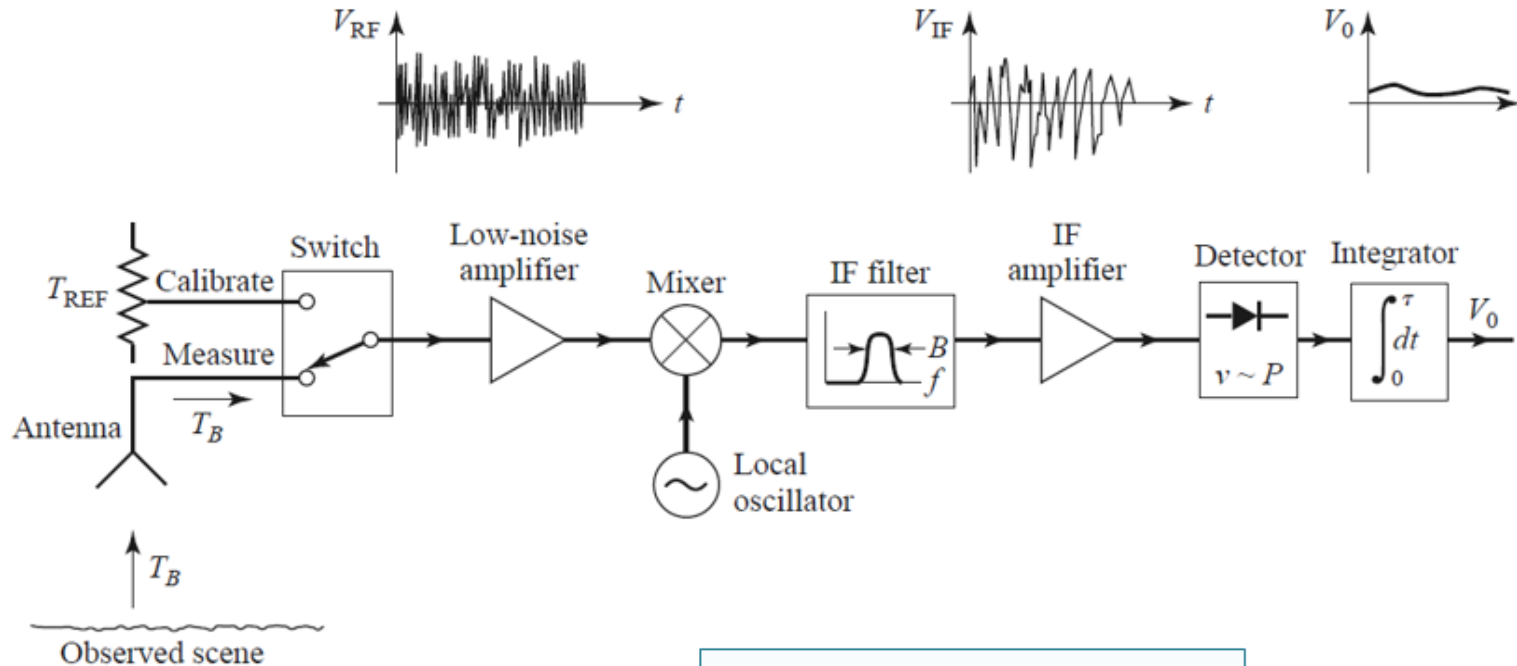 V_RF
t
V_IF
t
V_0
Switch
Low-noise
amplifier
Mixer
IF filter
IF
amplifier
Detector
Integrator
T_REF
Calibrate
Measure
T_B
Antenna
B
f
v ~ P
∫_0^τ dt
V_0
Local
oscillator
T_B
Observed scene